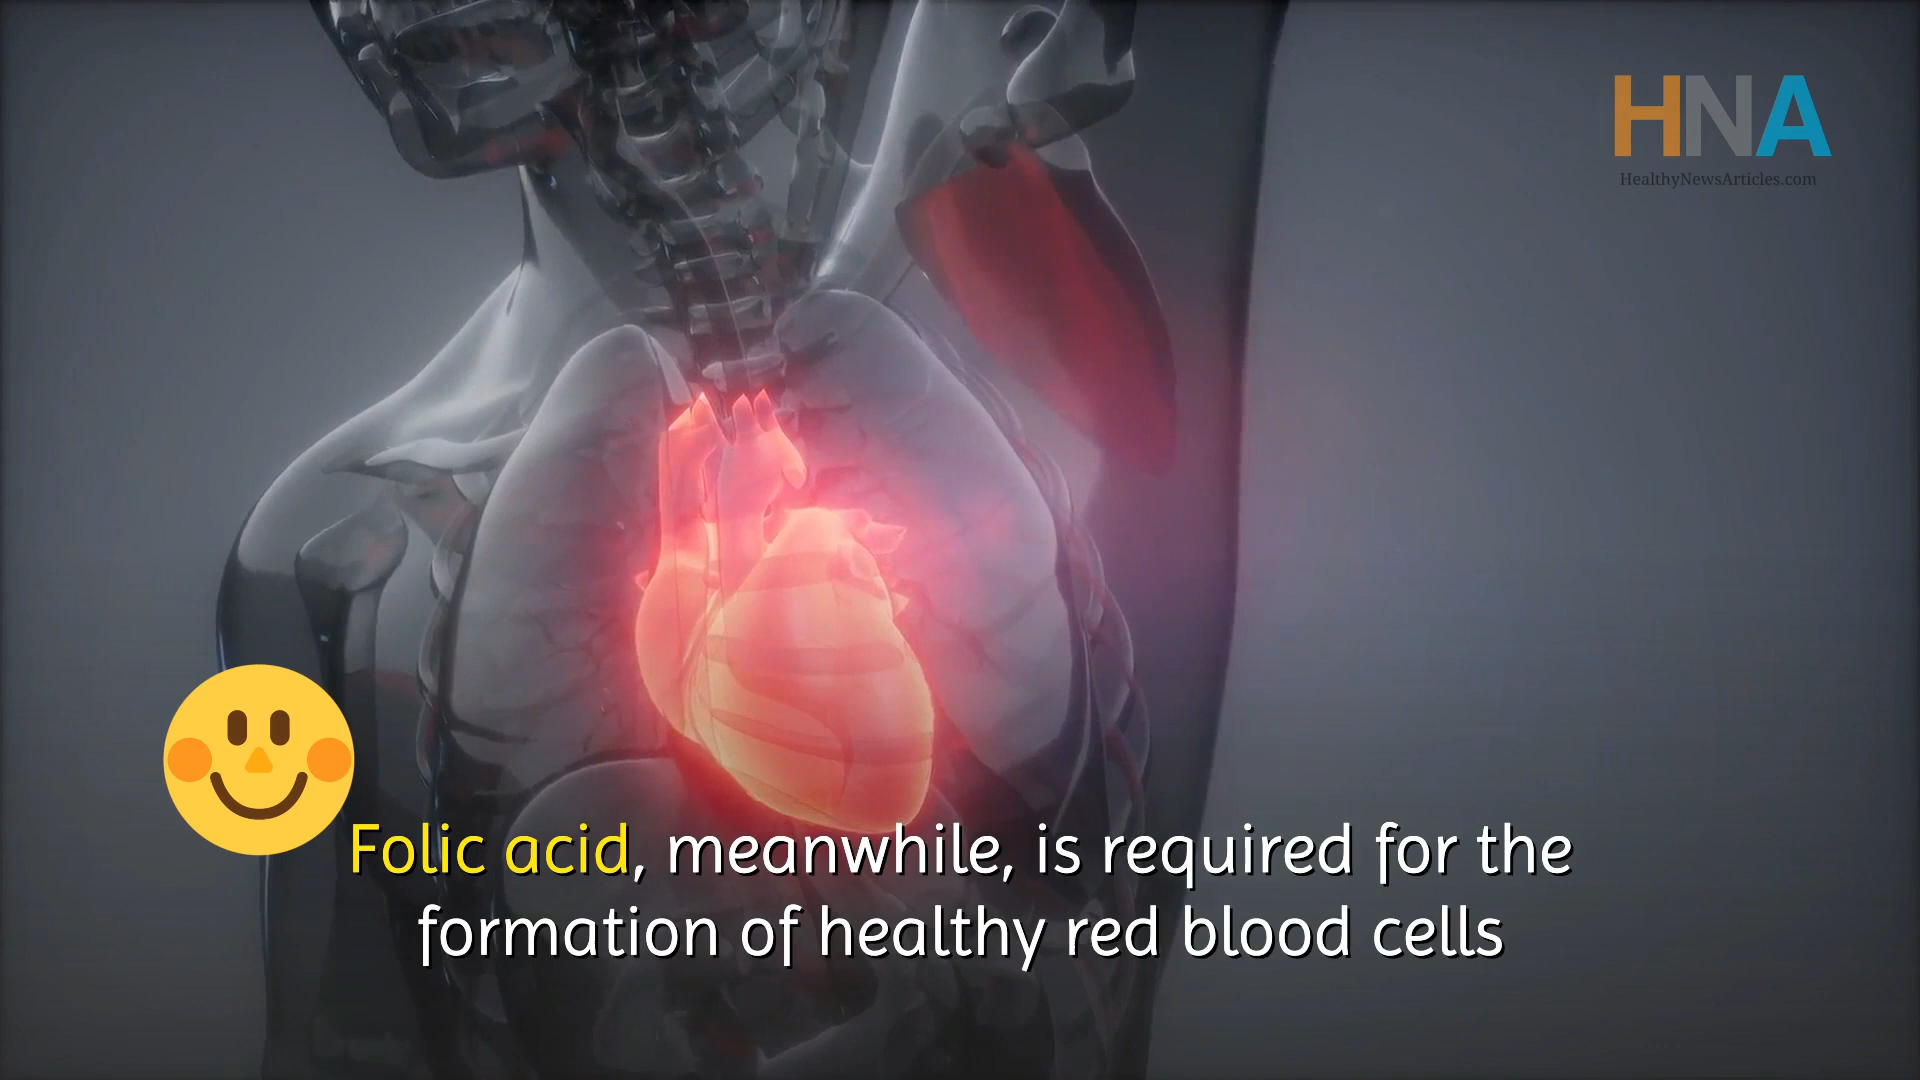 HNA
HealthyNewsArticles.com
Folic acid, meanwhile, is required for the
formation of healthy red blood cells